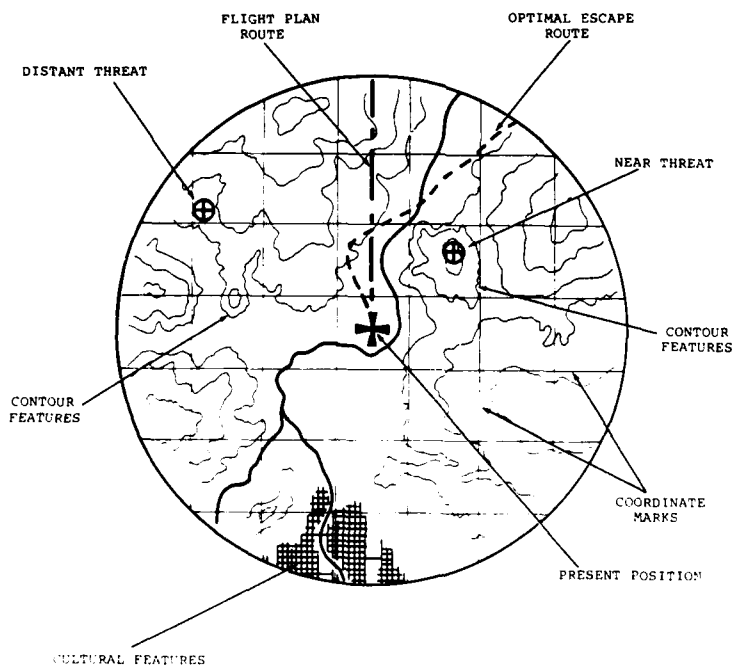 FLIGHT PLAN
ROUTE
OPTIMAL ESCAPE
ROUTE
DISTANT THREAT
NEAR THREAT
CONTOUR
FEATURES
CONTOUR
FEATURES
COORDINATE
MARKS
PRESENT POSITION
CULTURAL FEATURES